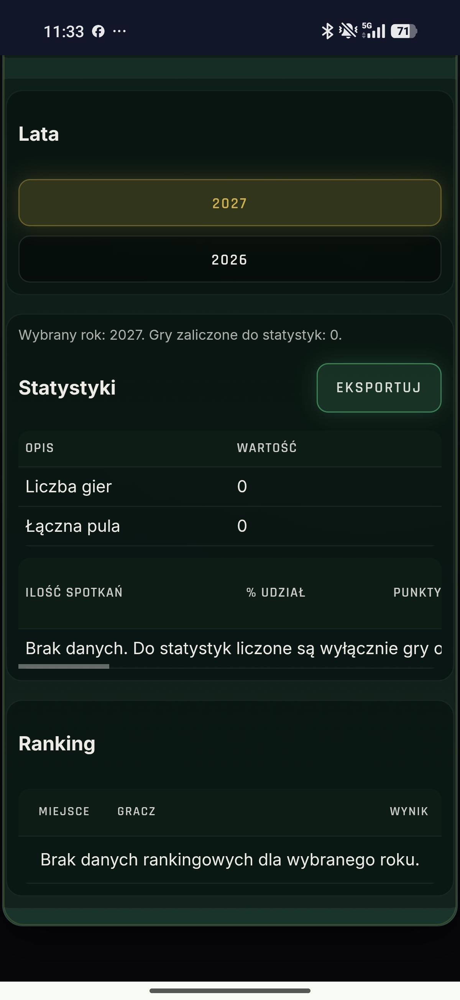 11:33
5G
71
Lata
2027
2026
Wybrany rok: 2027. Gry zaliczone do statystyk: 0.
Statystyki
EKSPORTUJ
OPIS WARTOŚĆ
Liczba gier 0
Łączna pula 0
ILOŚĆ SPOTKAŃ % UDZIAŁ PUNKTY
Brak danych. Do statystyk liczone są wyłącznie gry
Ranking
MIEJSCE GRACZ WYNIK
Brak danych rankingowych dla wybranego roku.